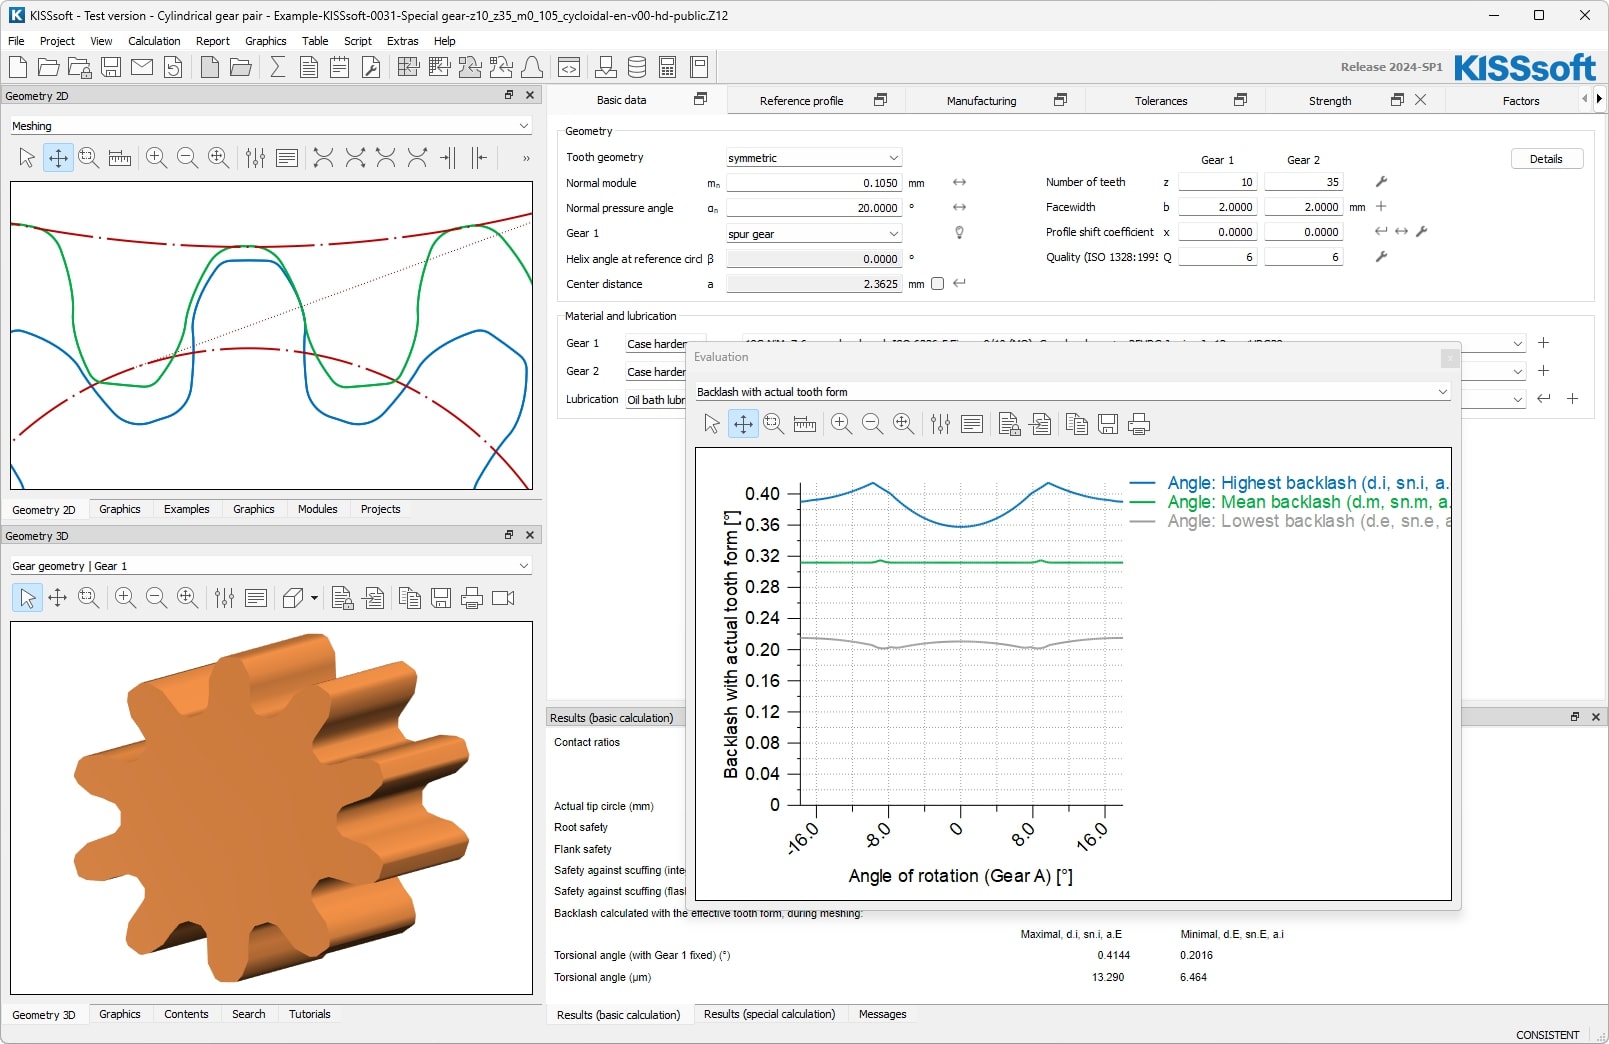 KISSsoft - Test version - Cylindrical gear pair - Example-KISSsoft-0031-Special gear-z10_z35_m0_105_cycloidal-en-v00-hd-public.Z12
File Project View Calculation Report Graphics Table Script Extras Help
Release 2024-SP1 KISSsoft
Geometry 2D
Meshing
Geometry 2D Graphics Examples Graphics Modules Projects
Geometry 3D
Gear geometry | Gear 1
Geometry 3D Graphics Contents Search Tutorials
Basic data Reference profile Manufacturing Tolerances Strength Factors
Geometry
Tooth geometry symmetric
Normal module mn 0.1050 mm
Normal pressure angle αn 20.0000 °
Gear 1 spur gear
Helix angle at reference circl β 0.0000 °
Center distance a 2.3625 mm
Gear 1 Gear 2 Details
Number of teeth z 10 35
Facewidth b 2.0000 2.0000 mm
Profile shift coefficient x 0.0000 0.0000
Quality (ISO 1328:1995 Q 6 6
Material and lubrication
Gear 1 Case harden
Gear 2 Case harden
Lubrication Oil bath lubr
Evaluation
Backlash with actual tooth form
Angle: Highest backlash (d.i, sn.i, a.
Angle: Mean backlash (d.m, sn.m, a.
Angle: Lowest backlash (d.e, sn.e, a
Backlash with actual tooth form [°]
0.40
0.36
0.32
0.28
0.24
0.20
0.16
0.12
0.08
0.04
0
-16.0 -8.0 0 8.0 16.0
Angle of rotation (Gear A) [°]
Results (basic calculation)
Contact ratios
Actual tip circle (mm)
Root safety
Flank safety
Safety against scuffing (inte
Safety against scuffing (flas
Backlash calculated with the effective tooth form, during meshing:
Maximal, d.i, sn.i, a.E Minimal, d.E, sn.E, a.i
Torsional angle (with Gear 1 fixed) (°) 0.4144 0.2016
Torsional angle (µm) 13.290 6.464
Results (basic calculation) Results (special calculation) Messages
CONSISTENT